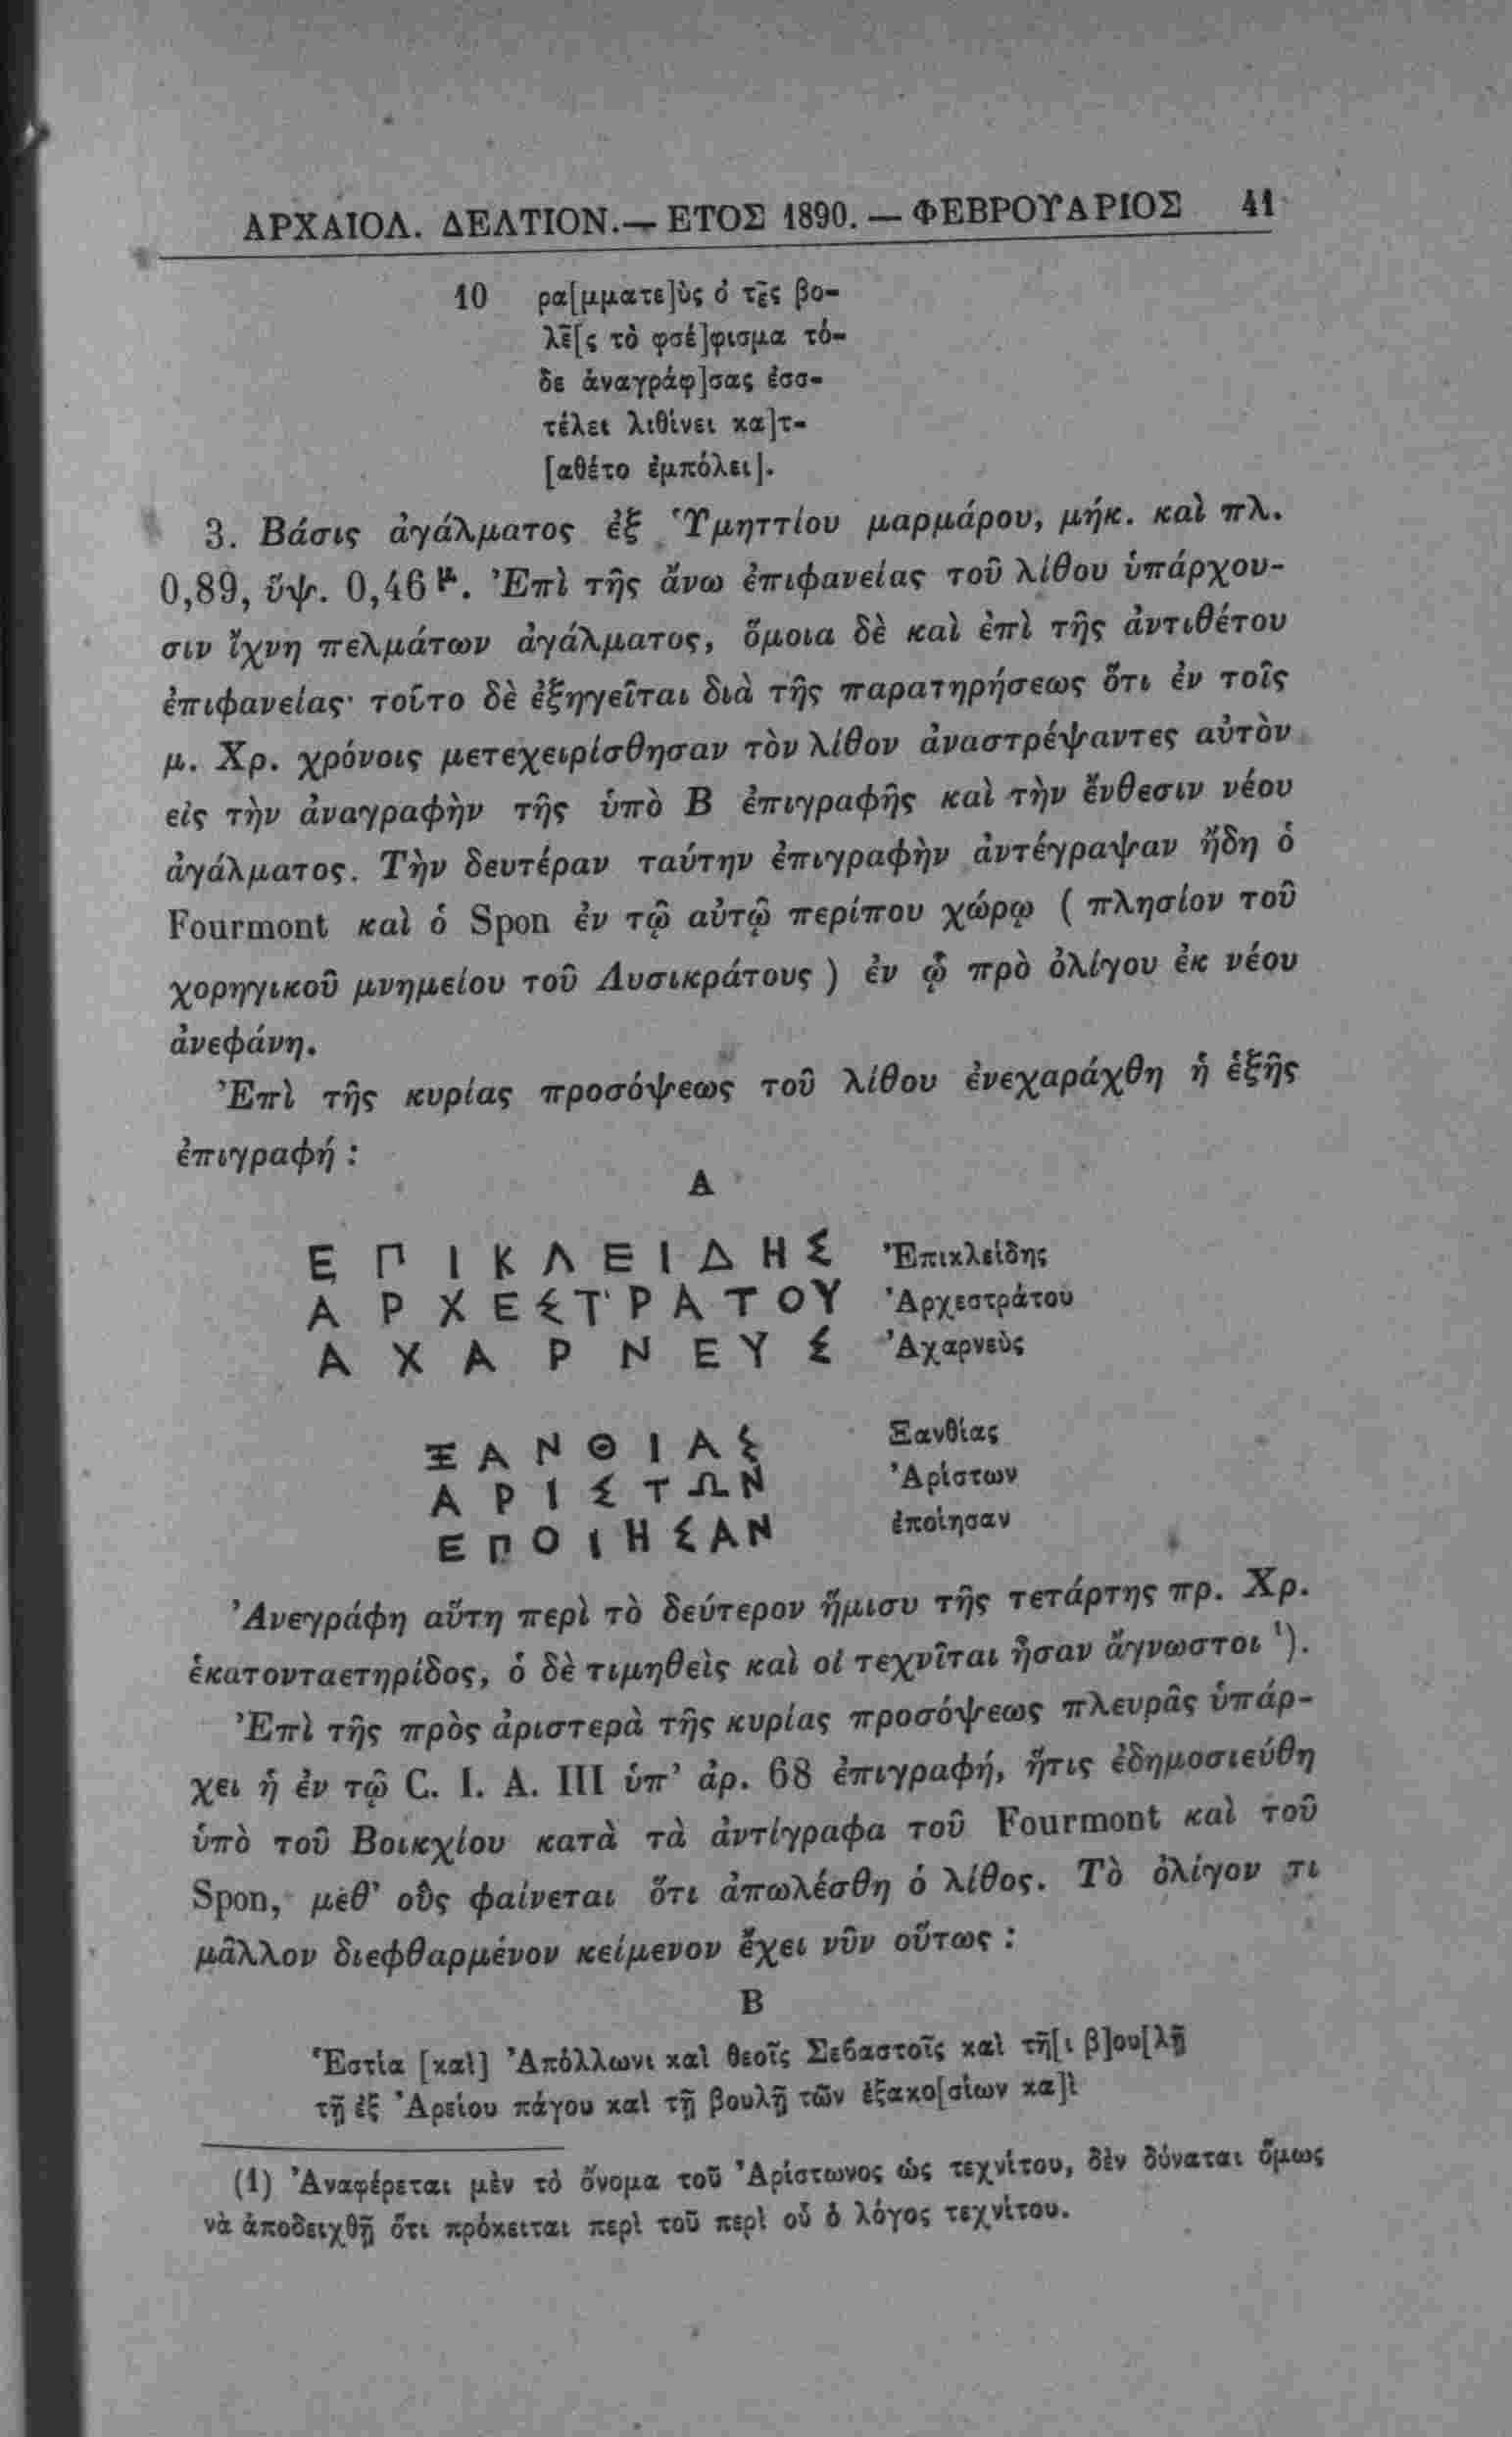 ΑΡΧΑΙΟΛ. ΔΕΛΤΙΟΝ.— ΕΤΟΣ 1890. — ΦΕΒΡΟΥΑΡΙΟΣ 41
10 ρα[μματε]ὺς ὁ τε͂ς βο-
λε͂[ς τὸ φσέ]φισμα τό-
δε ἀναγράφ]σας ἐσσ-
τέλει λιθίνει κα]τ-
[αθέτο ἐμπόλει].
3. Βάσις ἀγάλματος ἐξ Ὑμηττίου μαρμάρου, μήκ. καὶ πλ.
0,89, ὕψ. 0,46 μ. Ἐπὶ τῆς ἄνω ἐπιφανείας τοῦ λίθου ὑπάρχου-
σιν ἴχνη πελμάτων ἀγάλματος, ὅμοια δὲ καὶ ἐπὶ τῆς ἀντιθέτου
ἐπιφανείας· τοῦτο δὲ ἐξηγεῖται διὰ τῆς παρατηρήσεως ὅτι ἐν τοῖς
μ. Χρ. χρόνοις μετεχειρίσθησαν τὸν λίθον ἀναστρέψαντες αὐτὸν
εἰς τὴν ἀναγραφὴν τῆς ὑπὸ Β ἐπιγραφῆς καὶ τὴν ἔνθεσιν νέου
ἀγάλματος. Τὴν δευτέραν ταύτην ἐπιγραφὴν ἀντέγραψαν ἤδη ὁ
Fourmont καὶ ὁ Spon ἐν τῷ αὐτῷ περίπου χώρῳ ( πλησίον τοῦ
χορηγικοῦ μνημείου τοῦ Λυσικράτους ) ἐν ᾧ πρὸ ὀλίγου ἐκ νέου
ἀνεφάνη.
Ἐπὶ τῆς κυρίας προσόψεως τοῦ λίθου ἐνεχαράχθη ἡ ἑξῆς
ἐπιγραφή :
Α
Ε Π Ι Κ Λ Ε Ι Δ Η Σ Ἐπικλείδης
Α Ρ Χ Ε Σ Τ Ρ Α Τ Ο Υ Ἀρχεστράτου
Α Χ Α Ρ Ν Ε Υ Σ Ἀχαρνεὺς
Ξ Α Ν Θ Ι Α Σ Ξανθίας
Α Ρ Ι Σ Τ Ω Ν Ἀρίστων
Ε Π Ο Ι Η Σ Α Ν ἐποίησαν
Ἀνεγράφη αὕτη περὶ τὸ δεύτερον ἥμισυ τῆς τετάρτης πρ. Χρ.
ἑκατονταετηρίδος, ὁ δὲ τιμηθεὶς καὶ οἱ τεχνῖται ἦσαν ἄγνωστοι ¹).
Ἐπὶ τῆς πρὸς ἀριστερὰ τῆς κυρίας προσόψεως πλευρᾶς ὑπάρ-
χει ἡ ἐν τῷ C. I. A. III ὑπ' ἀρ. 68 ἐπιγραφή, ἥτις ἐδημοσιεύθη
ὑπὸ τοῦ Βοικχίου κατὰ τὰ ἀντίγραφα τοῦ Fourmont καὶ τοῦ
Spon, μεθ' οὓς φαίνεται ὅτι ἀπωλέσθη ὁ λίθος. Τὸ ὀλίγον τι
μᾶλλον διεφθαρμένον κείμενον ἔχει νῦν οὕτως :
Β
Ἑστία [καὶ] Ἀπόλλωνι καὶ θεοῖς Σεβαστοῖς καὶ τῆ[ι β]ου[λῇ
τῇ ἐξ Ἀρείου πάγου καὶ τῇ βουλῇ τῶν ἑξακο[σίων κα]ὶ
(1) Ἀναφέρεται μὲν τὸ ὄνομα τοῦ Ἀρίστωνος ὡς τεχνίτου, δὲν δύναται ὅμως
νὰ ἀποδειχθῇ ὅτι πρόκειται περὶ τοῦ περὶ οὗ ὁ λόγος τεχνίτου.